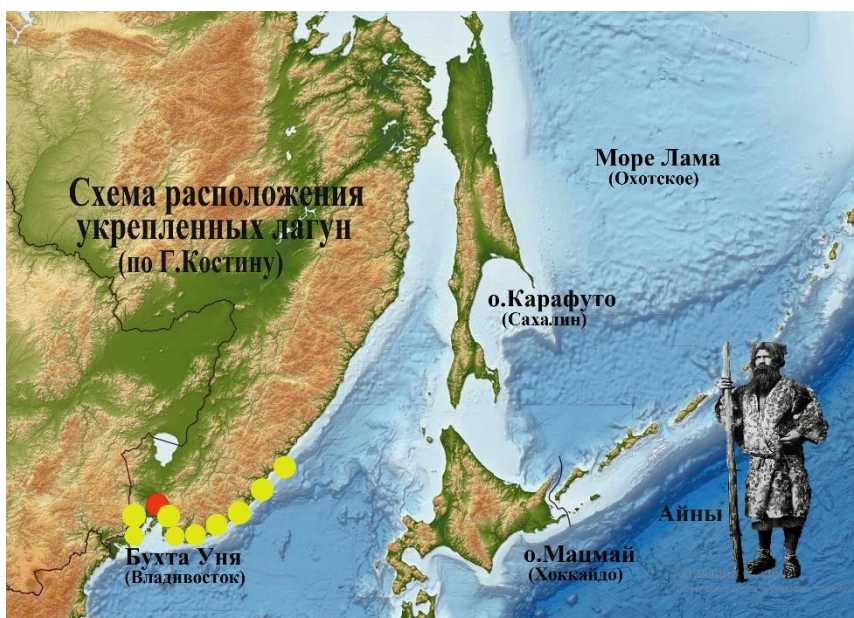 Схема расположения
укрепленных лагун
(по Г.Костину)
Море Лама
(Охотское)
о.Карафуто
(Сахалин)
Айны
Бухта Уня
(Владивосток)
о.Мацмай
(Хоккайдо)